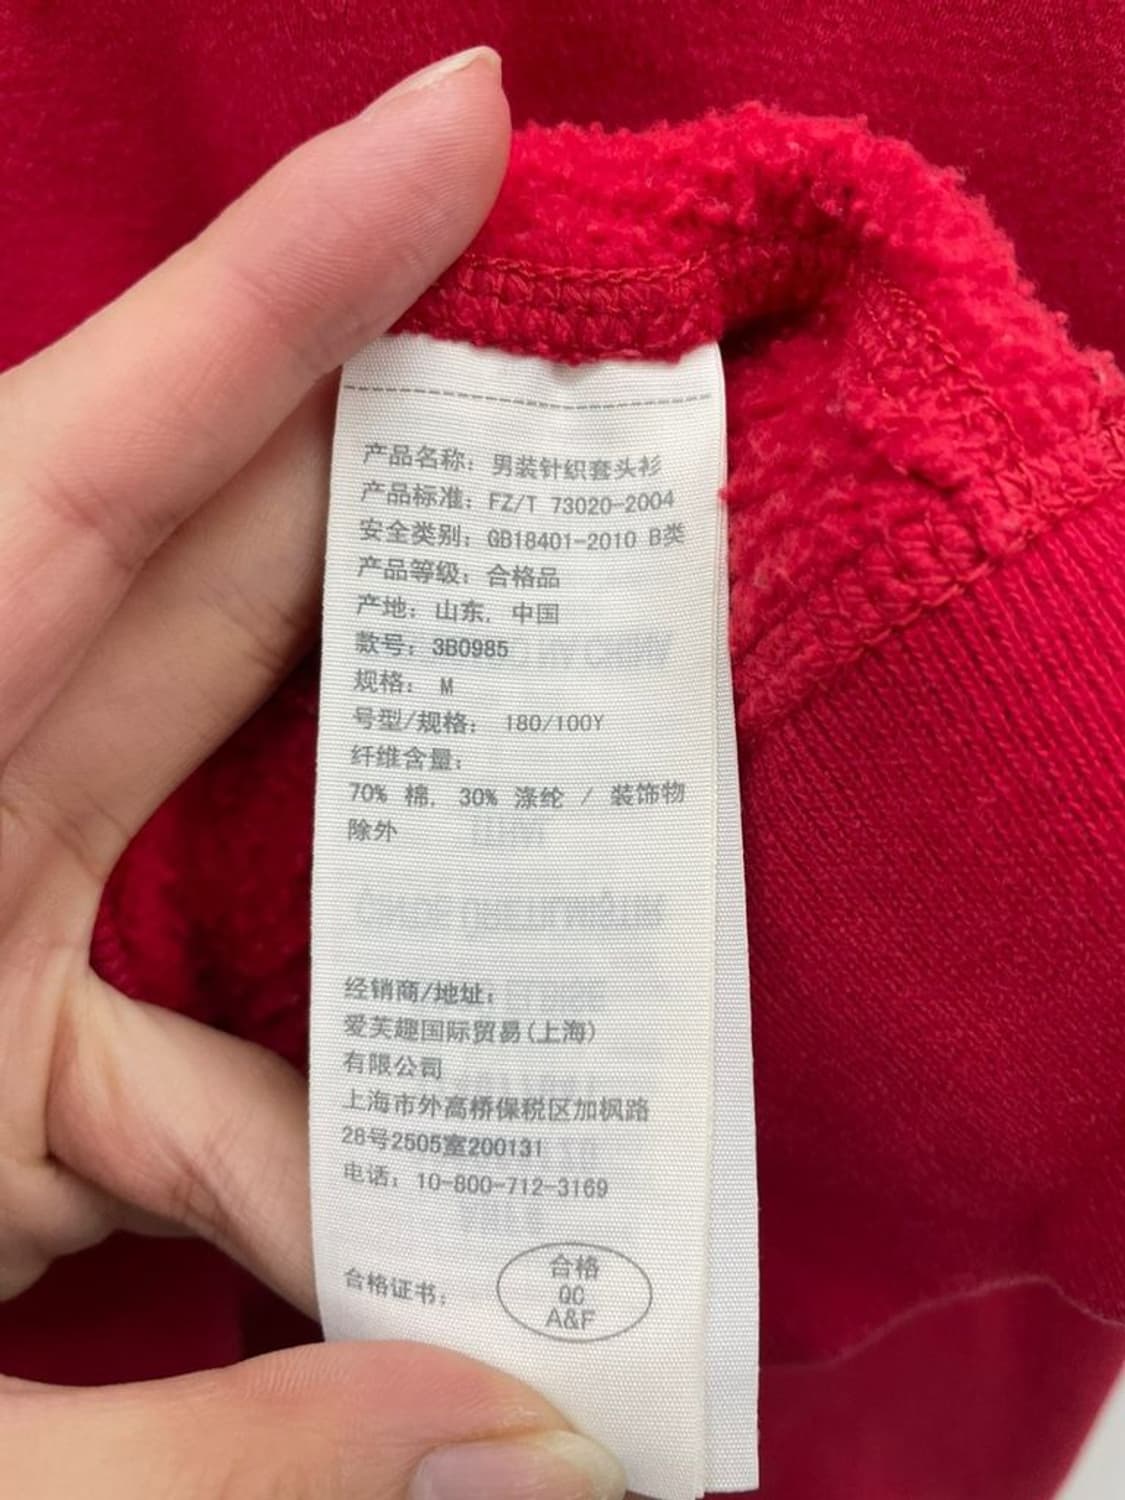 产品名称: 男装针织套头衫
产品标准: FZ/T 73020-2004
安全类别: GB18401-2010 B类
产品等级: 合格品
产地: 山东, 中国
款号: 3B0985
规格: M
号型/规格: 180/100Y
纤维含量:
70% 棉, 30% 涤纶 / 装饰物
除外
经销商/地址:
爱芙趣国际贸易(上海)
有限公司
上海市外高桥保税区加枫路
28号2505室200131
电话: 10-800-712-3169
合格证书:
合格
QC
A&F